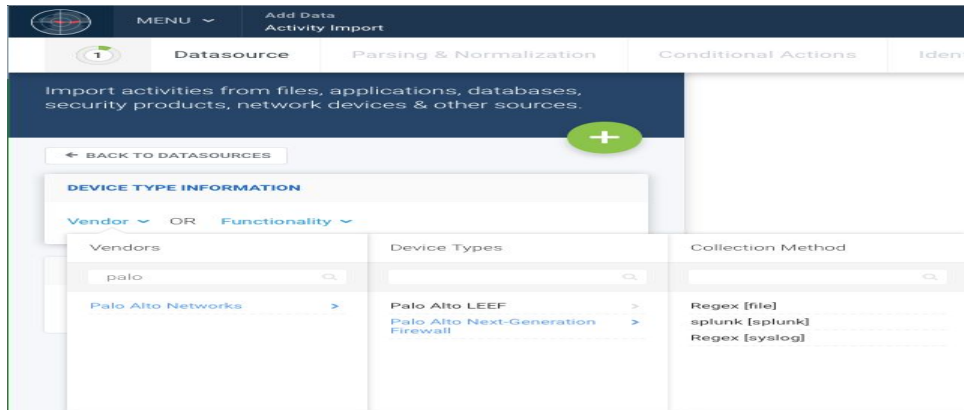 MENU
Add Data
Activity Import
1
Datasource
Parsing & Normalization
Conditional Actions
Iden
Import activities from files, applications, databases,
security products, network devices & other sources.
+
← BACK TO DATASOURCES
DEVICE TYPE INFORMATION
Vendor OR Functionality
Vendors
Device Types
Collection Method
palo
Palo Alto Networks >
Palo Alto LEEF >
Palo Alto Next-Generation >
Firewall
Regex [file]
splunk [splunk]
Regex [syslog]